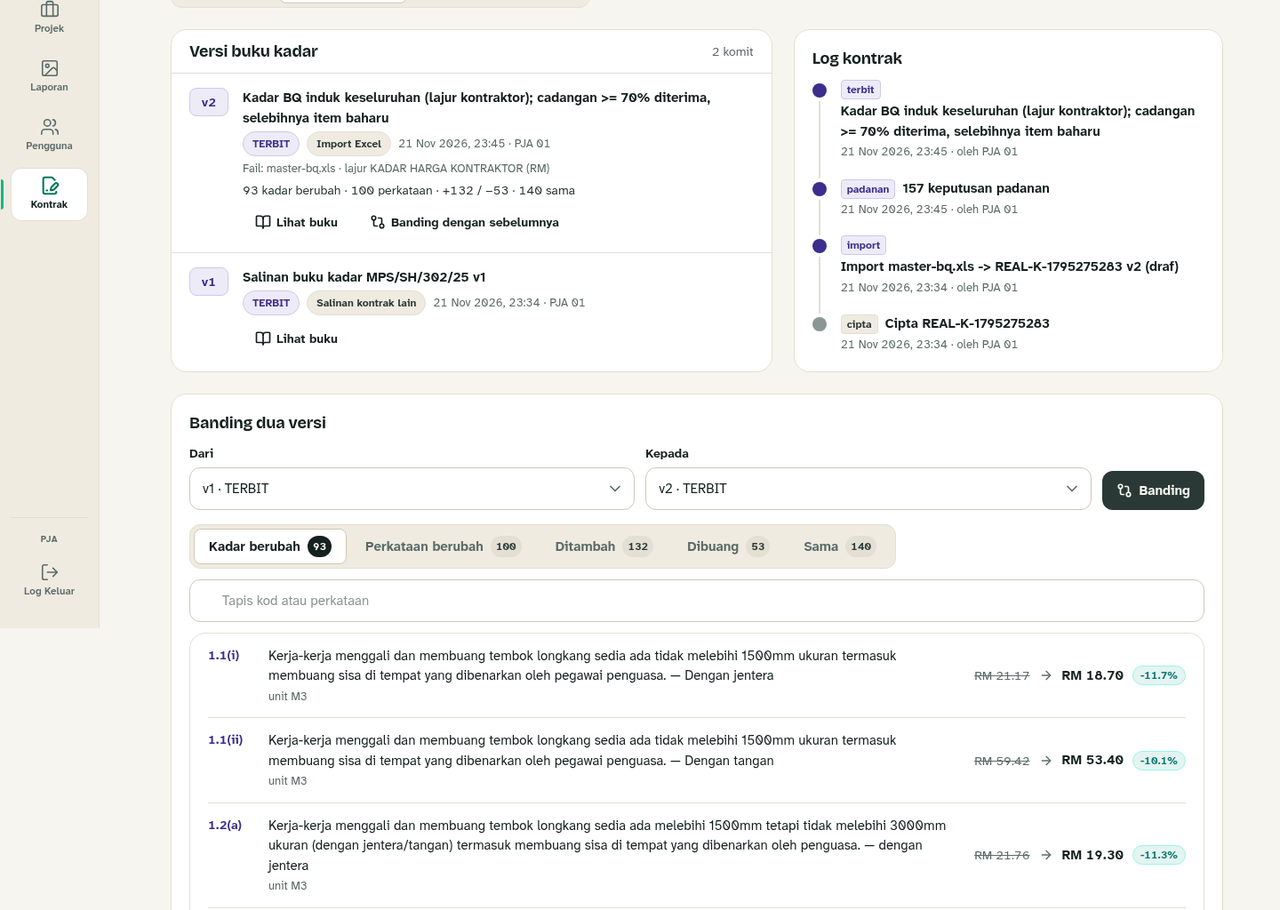 Projek
Laporan
Pengguna
Kontrak
PJA
Log Keluar
Versi buku kadar
2 komit
v2
Kadar BQ induk keseluruhan (lajur kontraktor); cadangan >= 70% diterima,
selebihnya item baharu
TERBIT
Import Excel
21 Nov 2026, 23:45 · PJA 01
Fail: master-bq.xls · lajur KADAR HARGA KONTRAKTOR (RM)
93 kadar berubah · 100 perkataan · +132 / −53 · 140 sama
Lihat buku
Banding dengan sebelumnya
v1
Salinan buku kadar MPS/SH/302/25 v1
TERBIT
Salinan kontrak lain
21 Nov 2026, 23:34 · PJA 01
Lihat buku
Log kontrak
terbit
Kadar BQ induk keseluruhan (lajur kontraktor); cadangan
>= 70% diterima, selebihnya item baharu
21 Nov 2026, 23:45 · oleh PJA 01
padanan 157 keputusan padanan
21 Nov 2026, 23:45 · oleh PJA 01
import
Import master-bq.xls -> REAL-K-1795275283 v2 (draf)
21 Nov 2026, 23:34 · oleh PJA 01
cipta Cipta REAL-K-1795275283
21 Nov 2026, 23:34 · oleh PJA 01
Banding dua versi
Dari
Kepada
v1 · TERBIT
v2 · TERBIT
Banding
Kadar berubah 93
Perkataan berubah 100
Ditambah 132
Dibuang 53
Sama 140
Tapis kod atau perkataan
1.1(i)
Kerja-kerja menggali dan membuang tembok longkang sedia ada tidak melebihi 1500mm ukuran termasuk
membuang sisa di tempat yang dibenarkan oleh pegawai penguasa. — Dengan jentera
unit M3
RM 21.17 → RM 18.70 -11.7%
1.1(ii)
Kerja-kerja menggali dan membuang tembok longkang sedia ada tidak melebihi 1500mm ukuran termasuk
membuang sisa di tempat yang dibenarkan oleh pegawai penguasa. — Dengan tangan
unit M3
RM 59.42 → RM 53.40 -10.1%
1.2(a)
Kerja-kerja menggali dan membuang tembok longkang sedia ada melebihi 1500mm tetapi tidak melebihi 3000mm
ukuran (dengan jentera/tangan) termasuk membuang sisa di tempat yang dibenarkan oleh penguasa. — dengan
jentera
unit M3
RM 21.76 → RM 19.30 -11.3%